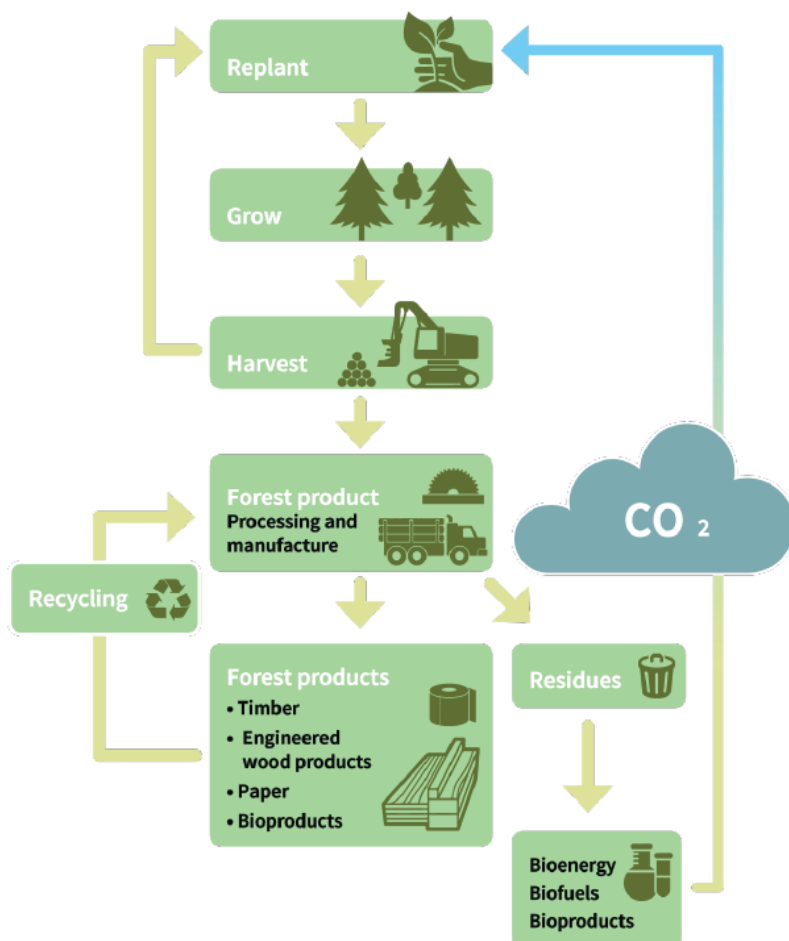 Replant
Grow
Harvest
Forest product
Processing and
manufacture
CO 2
Recycling
Forest products
• Timber
• Engineered
wood products
• Paper
• Bioproducts
Residues
Bioenergy
Biofuels
Bioproducts